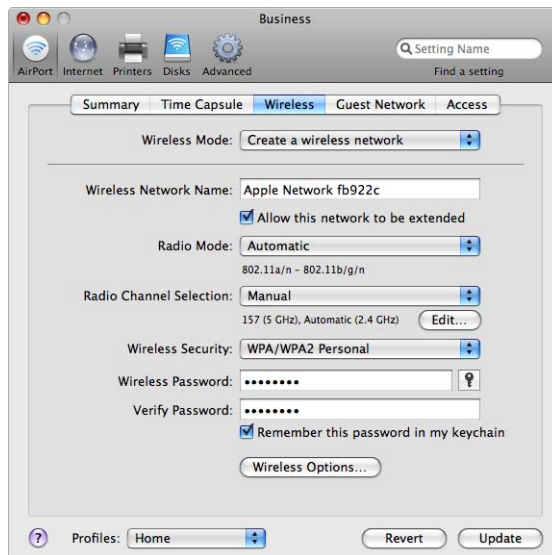 Business
Setting Name
AirPort Internet Printers Disks Advanced
Find a setting
Summary Time Capsule Wireless Guest Network Access
Wireless Mode: Create a wireless network
Wireless Network Name: Apple Network fb922c
Allow this network to be extended
Radio Mode: Automatic
802.11a/n - 802.11b/g/n
Radio Channel Selection: Manual
157 (5 GHz), Automatic (2.4 GHz) Edit...
Wireless Security: WPA/WPA2 Personal
Wireless Password: ••••••••
Verify Password: ••••••••
Remember this password in my keychain
Wireless Options...
? Profiles: Home Revert Update